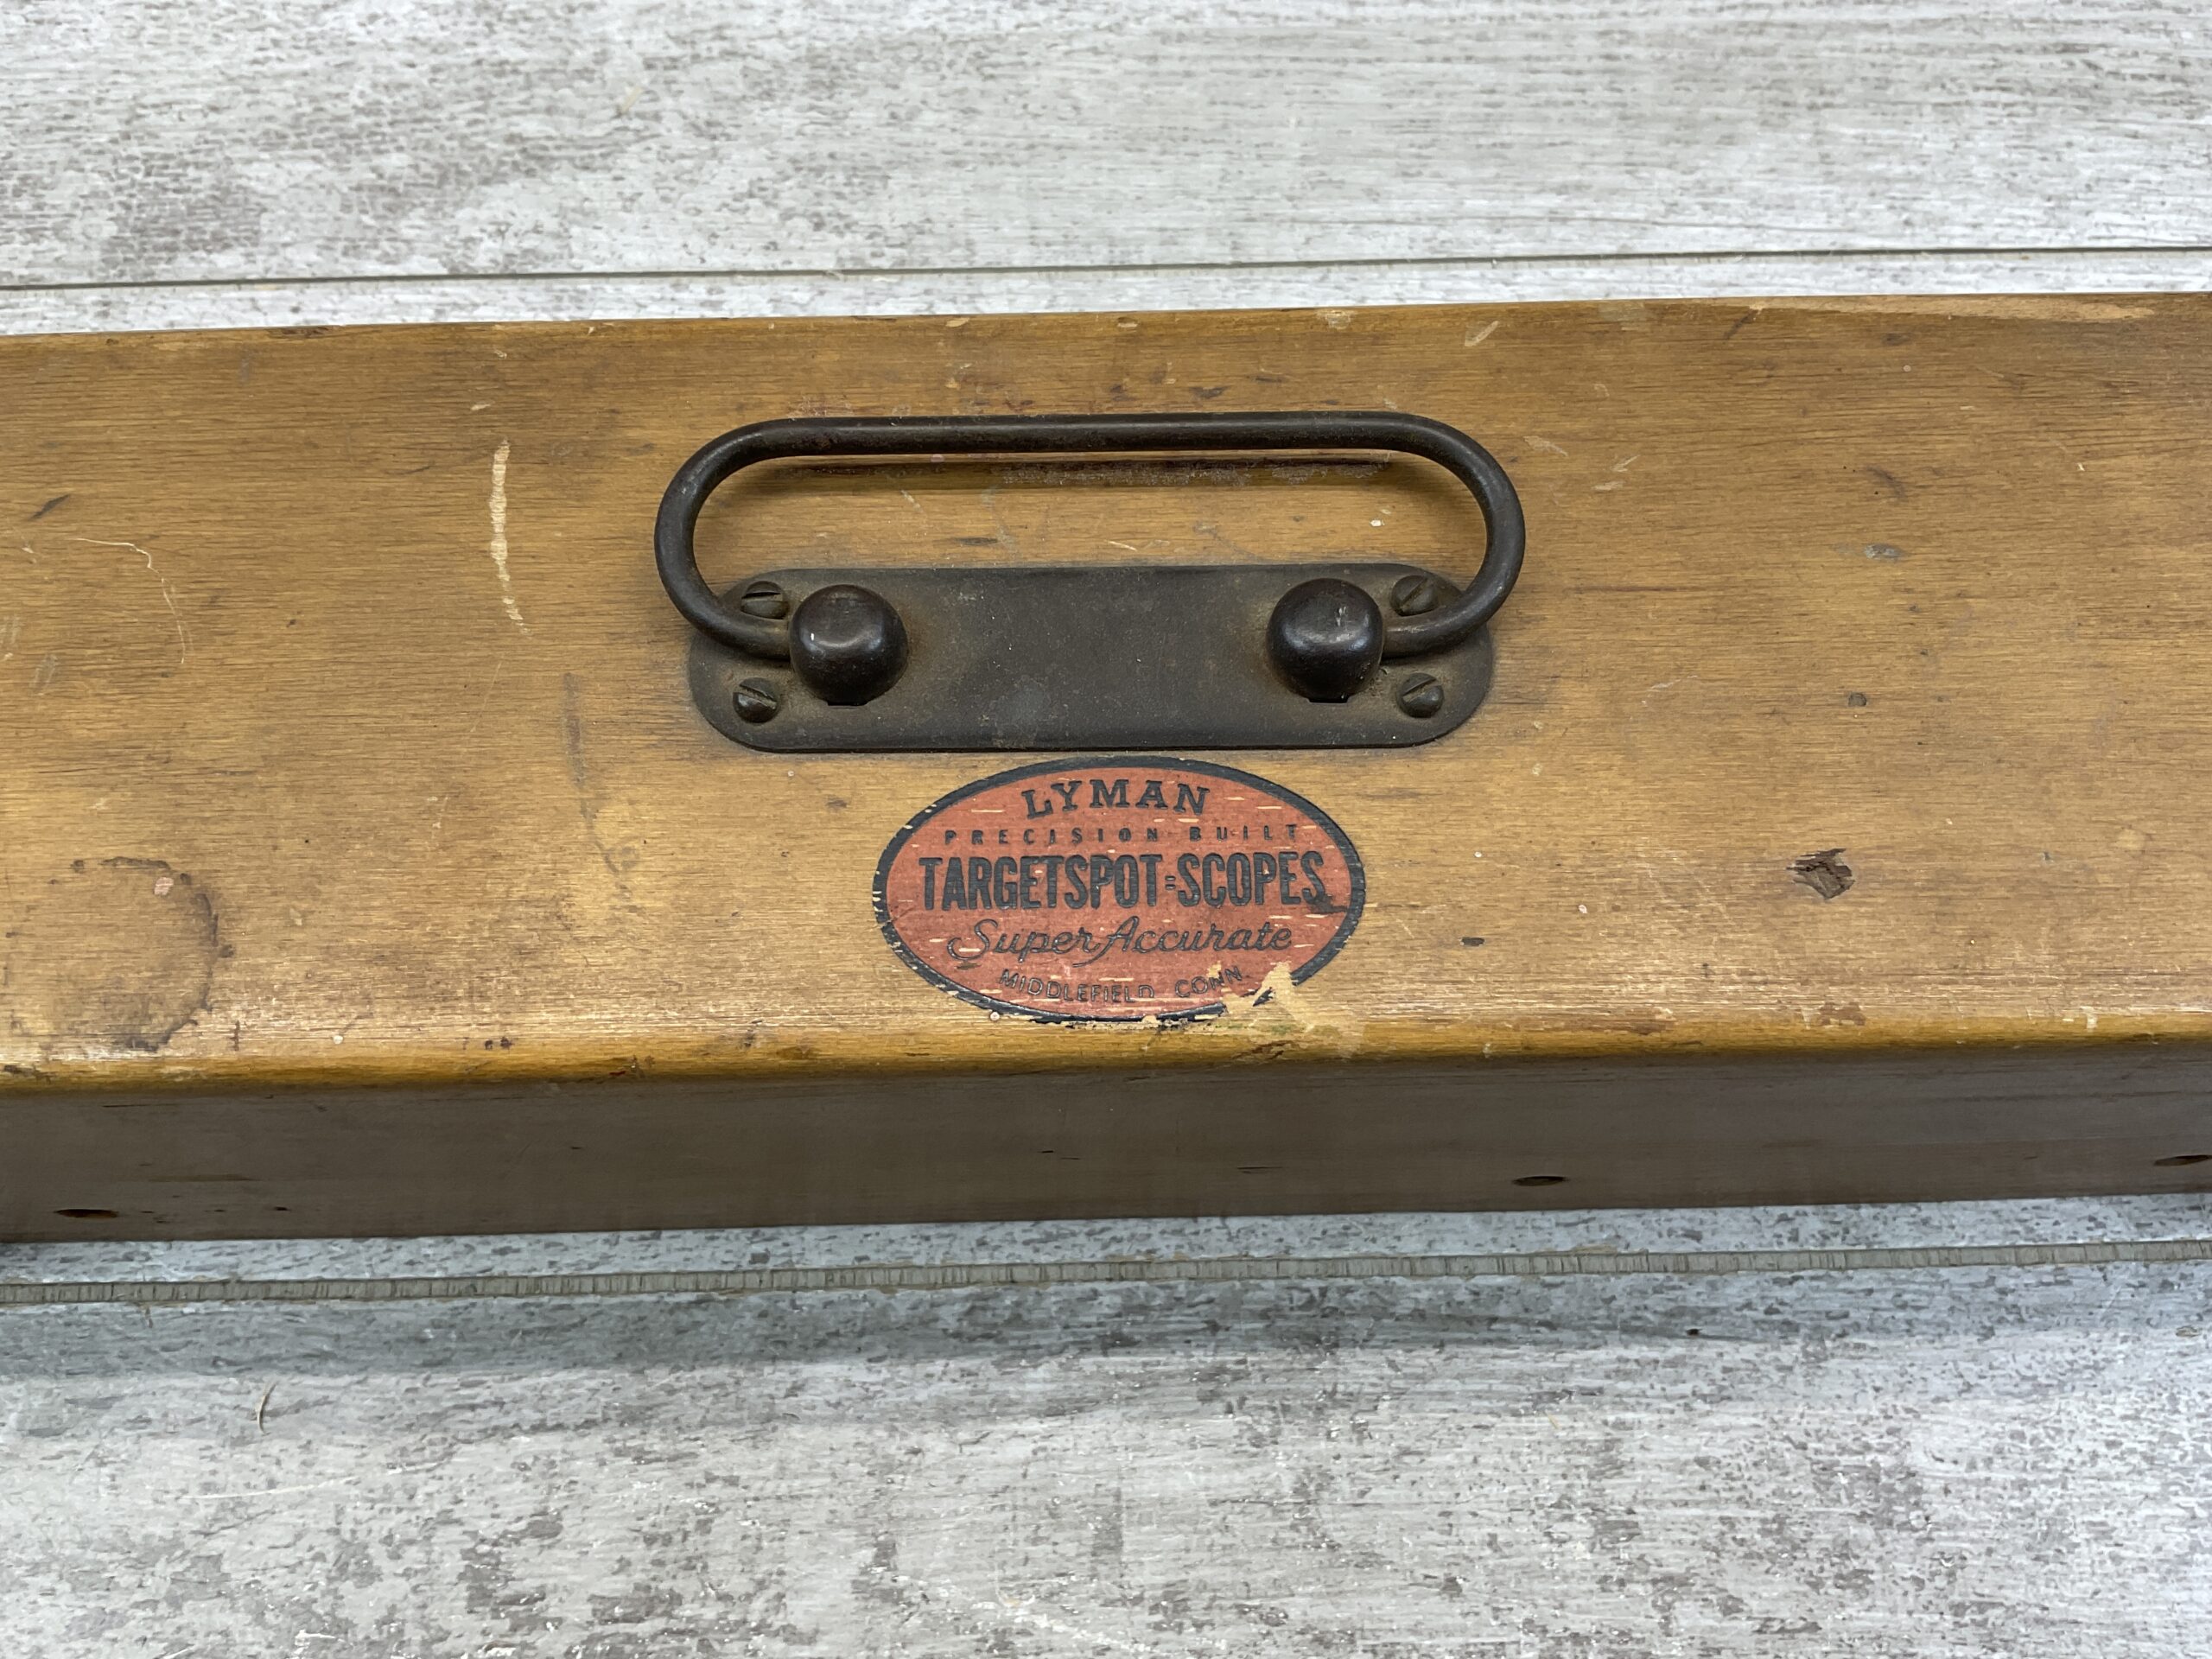 LYMAN
PRECISION BUILT
TARGETSPOT=SCOPES
Super Accurate
MIDDLEFIELD CONN.